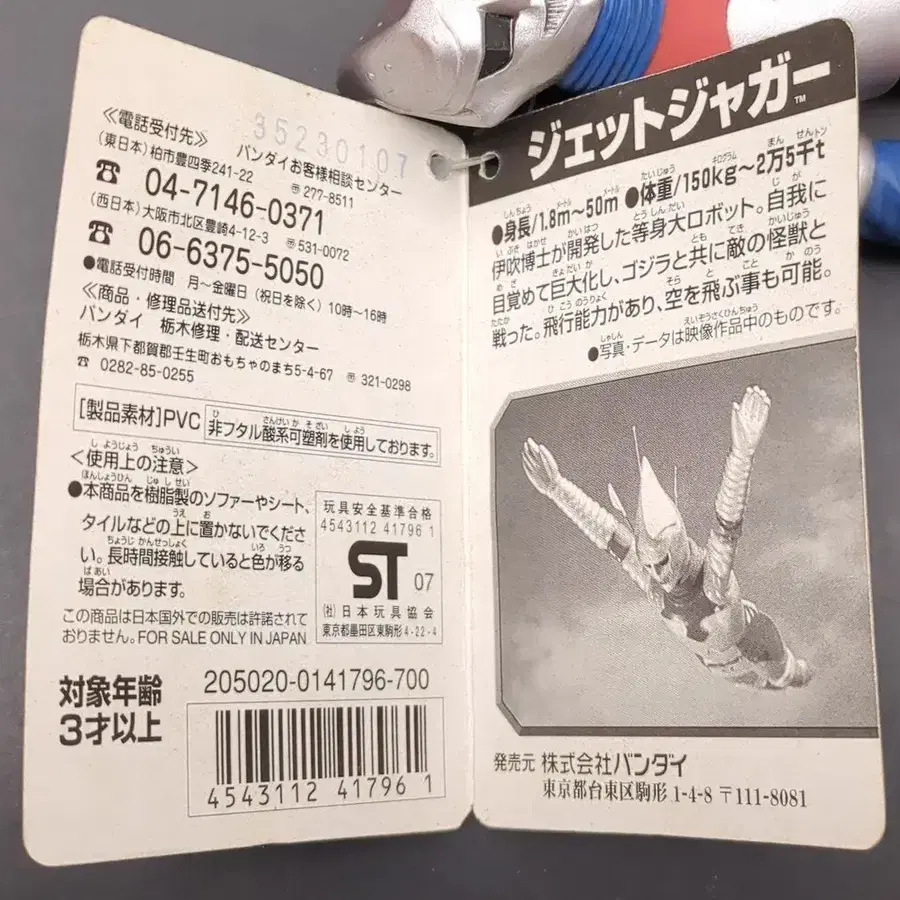 35230107
≪電話受付先≫
バンダイお客様相談センター
(東日本)柏市豊四季241-22 〒277-8511
☎ 04-7146-0371
(西日本)大阪市北区豊崎4-12-3 〒531-0072
☎ 06-6375-5050
●電話受付時間 月〜金曜日(祝日を除く)10時〜16時
≪商品・修理品送付先≫
バンダイ 栃木修理・配送センター
栃木県下都賀郡壬生町おもちゃのまち5-4-67
☎ 0282-85-0255 〒321-0298
[製品素材]PVC 非フタル酸系可塑剤を使用しております。
<使用上の注意>
●本商品を樹脂製のソファーやシート、
タイルなどの上に置かないでくださ
い。長時間接触していると色が移る
場合があります。
この商品は日本国外での販売は許諾されて
おりません。FOR SALE ONLY IN JAPAN
玩具安全基準合格
4543112 41796 1
ST 07
(社)日本玩具協会
東京都墨田区東駒形4-22-4
対象年齢
3才以上
205020-0141796-700
4543112 417961
ジェットジャガー™
●身長/1.8m〜50m ●体重/150kg〜2万5千t
伊吹博士が開発した等身大ロボット。自我に
目覚めて巨大化し、ゴジラと共に敵の怪獣と
戦った。飛行能力があり、空を飛ぶ事も可能。
●写真・データは映像作品中のものです。
発売元 株式会社バンダイ
東京都台東区駒形1-4-8 〒111-8081